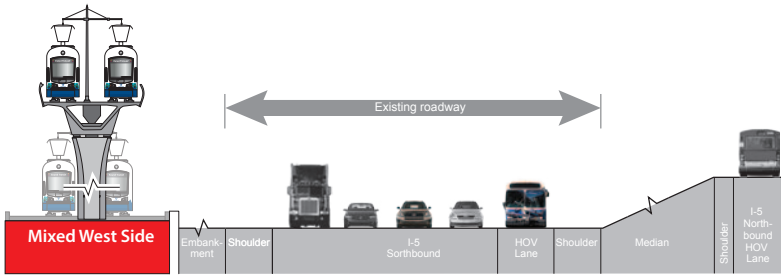 Existing roadway
Mixed West Side
Embank-
ment
Shoulder
I-5
Sorthbound
HOV
Lane
Shoulder
Median
Shoulder
I-5
North-
bound
HOV
Lane